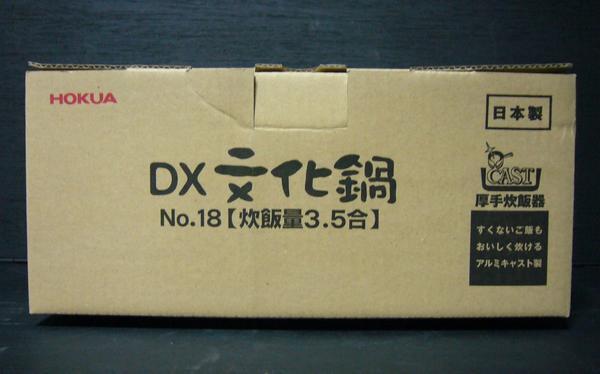 HOKUA
日本製
DX 文化鍋
No.18【炊飯量3.5合】
CAST
厚手炊飯器
すくないご飯も
おいしく炊ける
アルミキャスト製